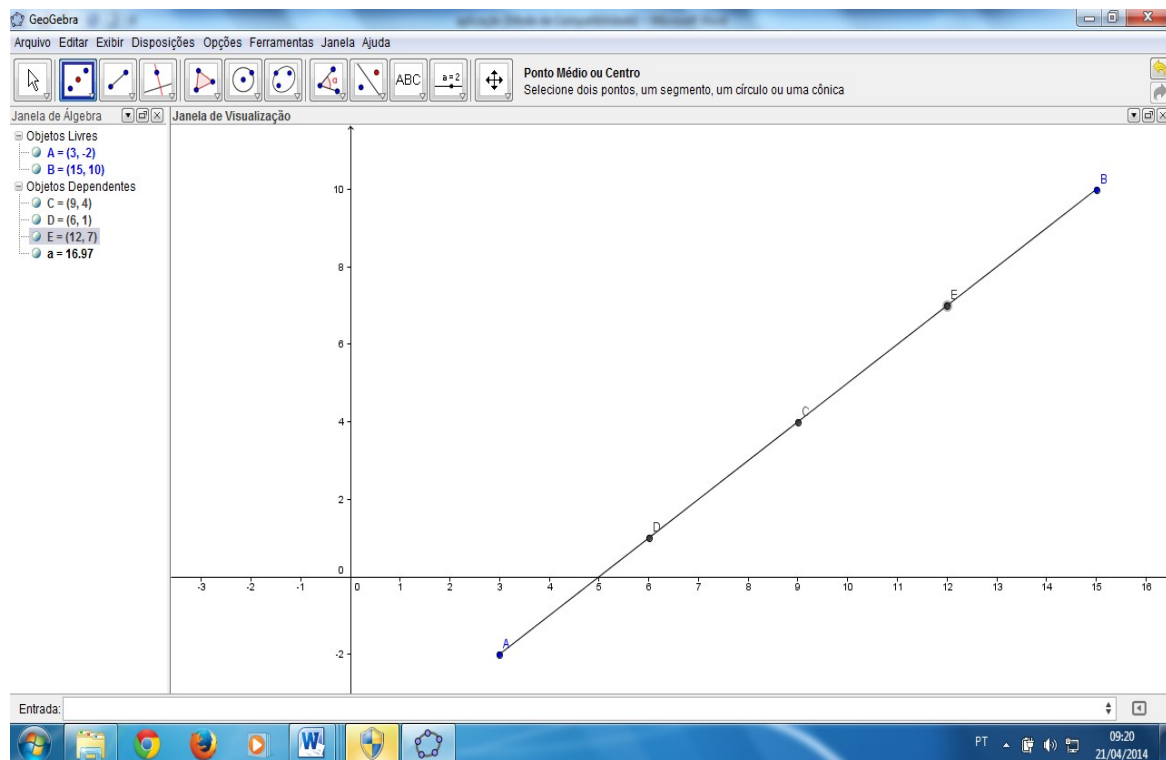 GeoGebra
Arquivo Editar Exibir Disposições Opções Ferramentas Janela Ajuda
ABC
a = 2
Ponto Médio ou Centro
Selecione dois pontos, um segmento, um círculo ou uma cônica
Janela de Álgebra
Janela de Visualização
Objetos Livres
A = (3, -2)
B = (15, 10)
Objetos Dependentes
C = (9, 4)
D = (6, 1)
E = (12, 7)
a = 16.97
10
8
6
4
2
0
-2
-3 -2 -1 0 1 2 3 4 5 6 7 8 9 10 11 12 13 14 15 16
B
E
C
D
A
Entrada:
W
PT
09:20
21/04/2014